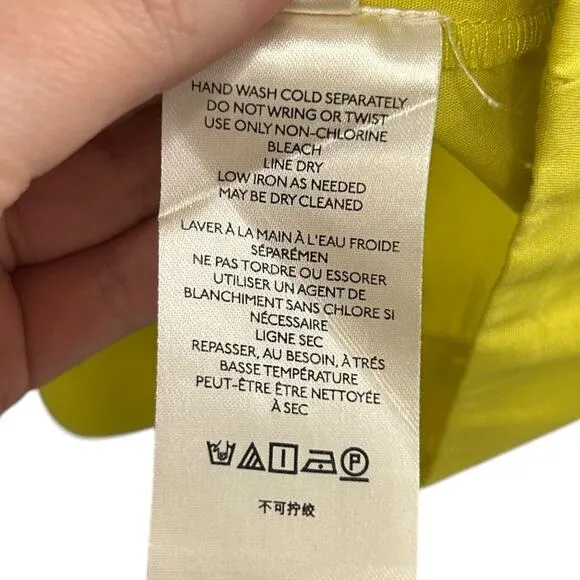 HAND WASH COLD SEPARATELY
DO NOT WRING OR TWIST
USE ONLY NON-CHLORINE
BLEACH
LINE DRY
LOW IRON AS NEEDED
MAY BE DRY CLEANED
LAVER À LA MAIN À L'EAU FROIDE
SÉPARÉMEN
NE PAS TORDRE OU ESSORER
UTILISER UN AGENT DE
BLANCHIMENT SANS CHLORE SI
NÉCESSAIRE
LIGNE SEC
REPASSER, AU BESOIN, À TRÉS
BASSE TEMPÉRATURE
PEUT-ÊTRE ÊTRE NETTOYÉE
À SEC
P
不可拧绞